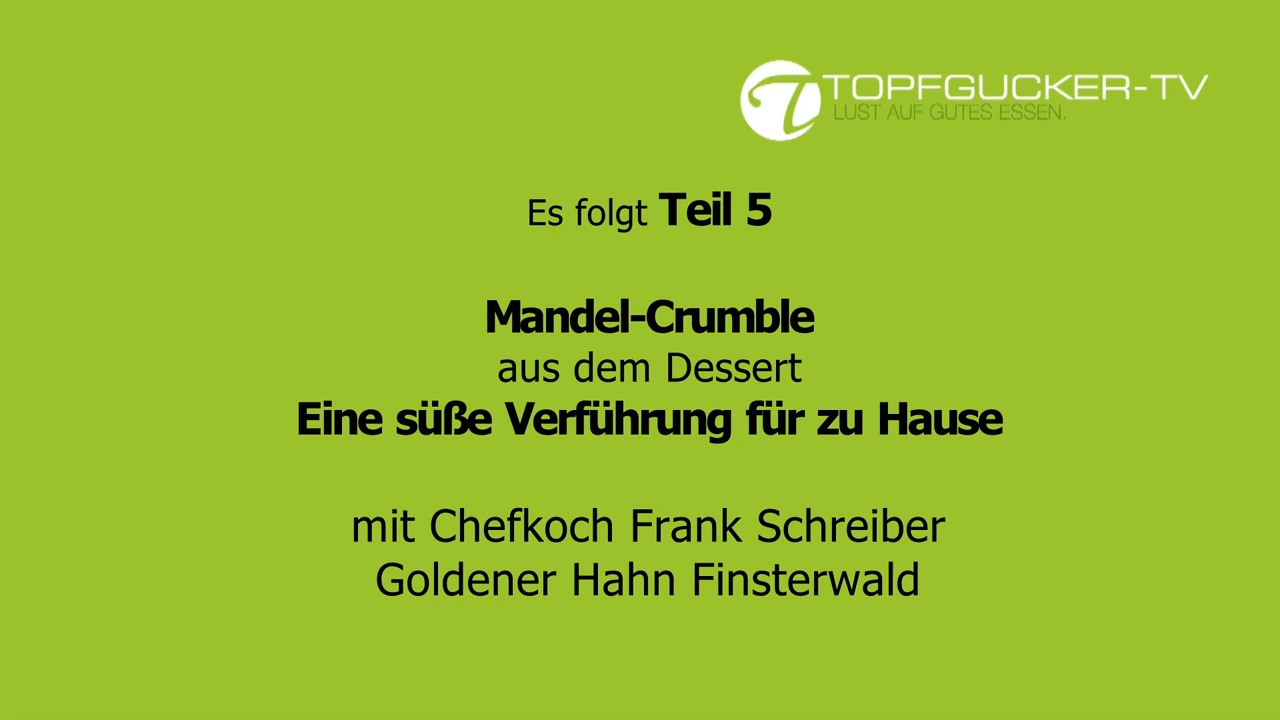 TOPFGUCKER-TV
LUST AUF GUTES ESSEN.
Es folgt Teil 5
Mandel-Crumble
aus dem Dessert
Eine süße Verführung für zu Hause
mit Chefkoch Frank Schreiber
Goldener Hahn Finsterwald